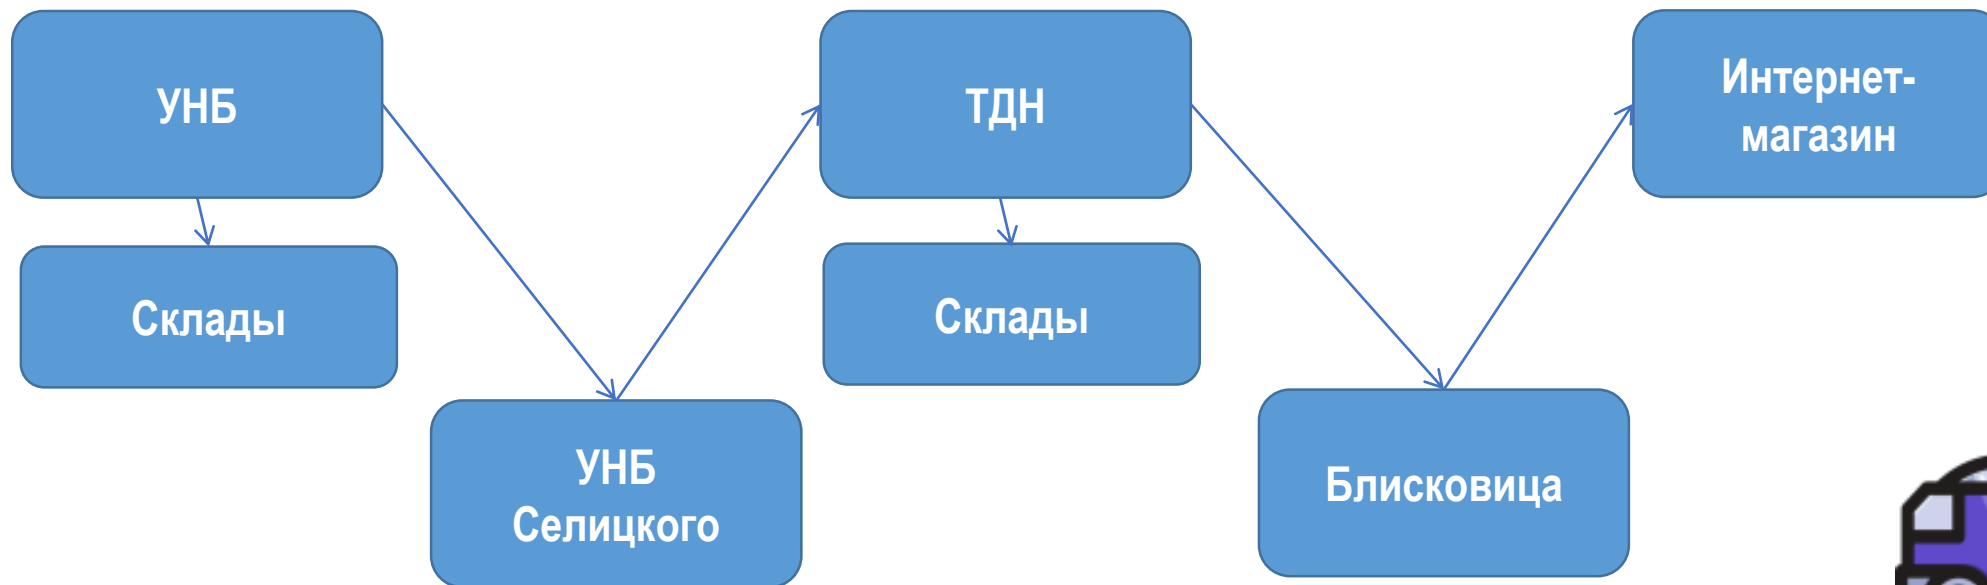 УНБ
ТДН
Интернет-
магазин
Склады
Склады
УНБ
Селицкого
Блисковица